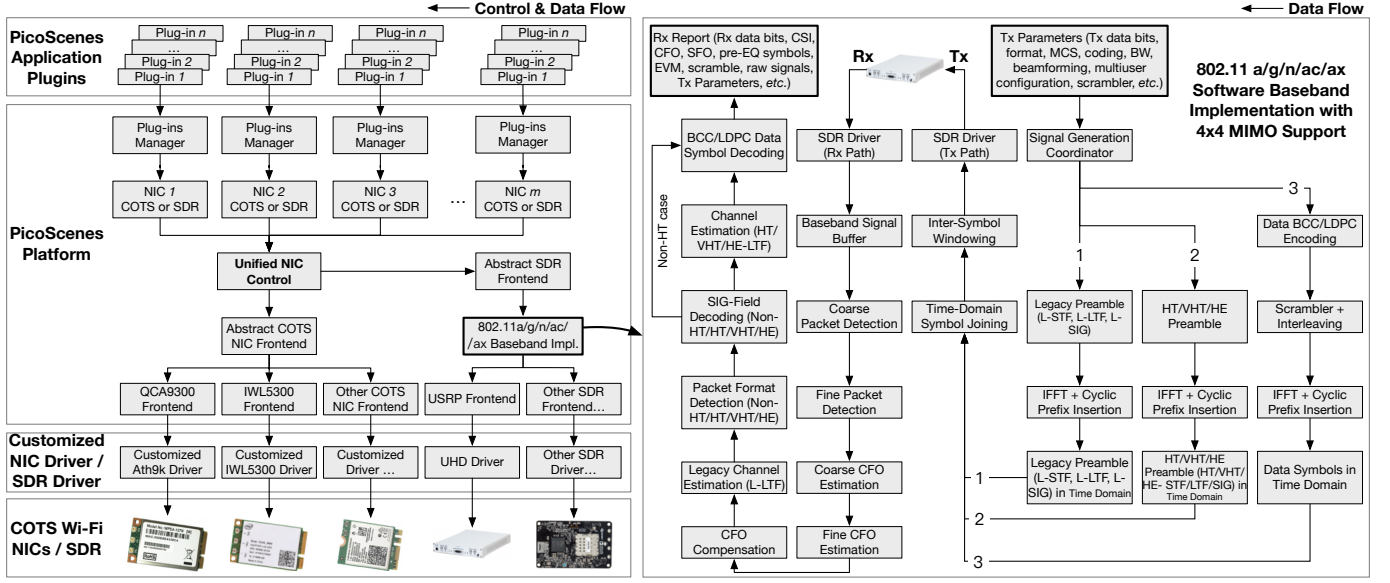 Control & Data Flow
PicoScenes
Application
Plugins
Plug-in n
...
Plug-in 2
Plug-in 1
Plug-in n
...
Plug-in 2
Plug-in 1
Plug-in n
...
Plug-in 2
Plug-in 1
Plug-in n
...
Plug-in 2
Plug-in 1
PicoScenes
Platform
Plug-ins
Manager
Plug-ins
Manager
Plug-ins
Manager
Plug-ins
Manager
NIC 1
COTS or SDR
NIC 2
COTS or SDR
NIC 3
COTS or SDR
...
NIC m
COTS or SDR
Unified NIC
Control
Abstract SDR
Frontend
Abstract COTS
NIC Frontend
802.11a/g/n/ac/
/ax Baseband Impl.
QCA9300
Frontend
IWL5300
Frontend
Other COTS
NIC Frontend
USRP Frontend
Other SDR
Frontend...
Customized
NIC Driver /
SDR Driver
Customized
Ath9k Driver
Customized
IWL5300 Driver
Customized
Driver ...
UHD Driver
Other SDR
Driver...
COTS Wi-Fi
NICs / SDR
Data Flow
Rx Report (Rx data bits, CSI,
CFO, SFO, pre-EQ symbols,
EVM, scramble, raw signals,
Tx Parameters, etc.)
Rx
Tx
Tx Parameters (Tx data bits,
format, MCS, coding, BW,
beamforming, multiuser
configuration, scrambler, etc.)
802.11 a/g/n/ac/ax
Software Baseband
Implementation with
4x4 MIMO Support
BCC/LDPC Data
Symbol Decoding
SDR Driver
(Rx Path)
SDR Driver
(Tx Path)
Signal Generation
Coordinator
3
Non-HT case
Channel
Estimation (HT/
VHT/HE-LTF)
Baseband Signal
Buffer
Inter-Symbol
Windowing
Data BCC/LDPC
Encoding
1
2
SIG-Field
Decoding (Non-
HT/HT/VHT/HE)
Coarse
Packet Detection
Time-Domain
Symbol Joining
Legacy Preamble
(L-STF, L-LTF, L-
SIG)
HT/VHT/HE
Preamble
Scrambler +
Interleaving
Packet Format
Detection (Non-
HT/HT/VHT/HE)
Fine Packet
Detection
IFFT + Cyclic
Prefix Insertion
IFFT + Cyclic
Prefix Insertion
IFFT + Cyclic
Prefix Insertion
Legacy Channel
Estimation (L-LTF)
Coarse CFO
Estimation
1
Legacy Preamble
(L-STF, L-LTF, L-
SIG) in Time Domain
HT/VHT/HE
Preamble (HT/VHT/
HE- STF/LTF/SIG) in
Time Domain
Data Symbols in
Time Domain
2
CFO
Compensation
Fine CFO
Estimation
3